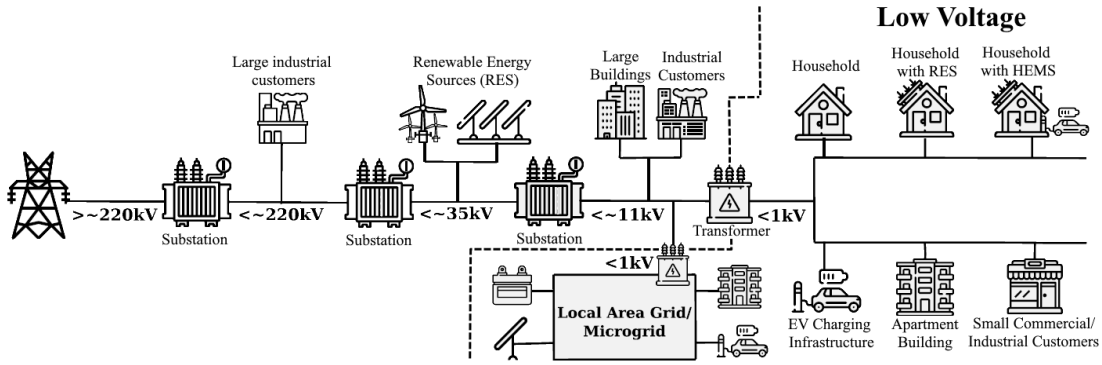 Low Voltage
Large industrial
customers
Renewable Energy
Sources (RES)
Large
Buildings
Industrial
Customers
Household
Household
with RES
Household
with HEMS
>~220kV
Substation
<~220kV
Substation
<~35kV
Substation
<~11kV
Transformer
<1kV
<1kV
Local Area Grid/
Microgrid
EV Charging
Infrastructure
Apartment
Building
Small Commercial/
Industrial Customers